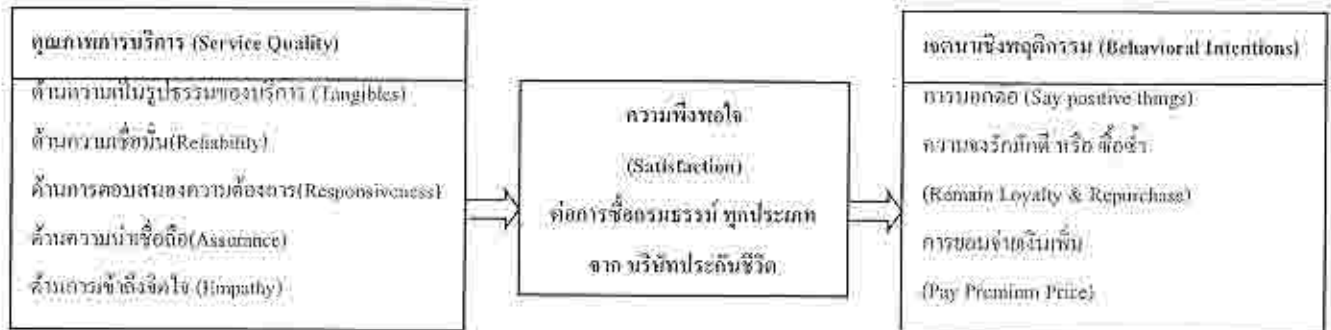 คุณภาพการบริการ (Service Quality)
ด้านความเป็นรูปธรรมของบริการ (Tangibles)
ด้านความเชื่อมั่น(Reliability)
ด้านการตอบสนองความต้องการ(Responsiveness)
ด้านความน่าเชื่อถือ(Assurance)
ด้านการเข้าถึงจิตใจ (Empathy)
ความพึงพอใจ
(Satisfaction)
ต่อการซื้อกรมธรรม์ ทุกประเภท
จาก บริษัทประกันชีวิต
เจตนาเชิงพฤติกรรม (Behavioral Intentions)
การบอกต่อ (Say positive things)
ความจงรักภักดี หรือ ซื้อซ้ำ
(Remain Loyalty & Repurchase)
การยอมจ่ายเงินเพิ่ม
(Pay Premium Price)